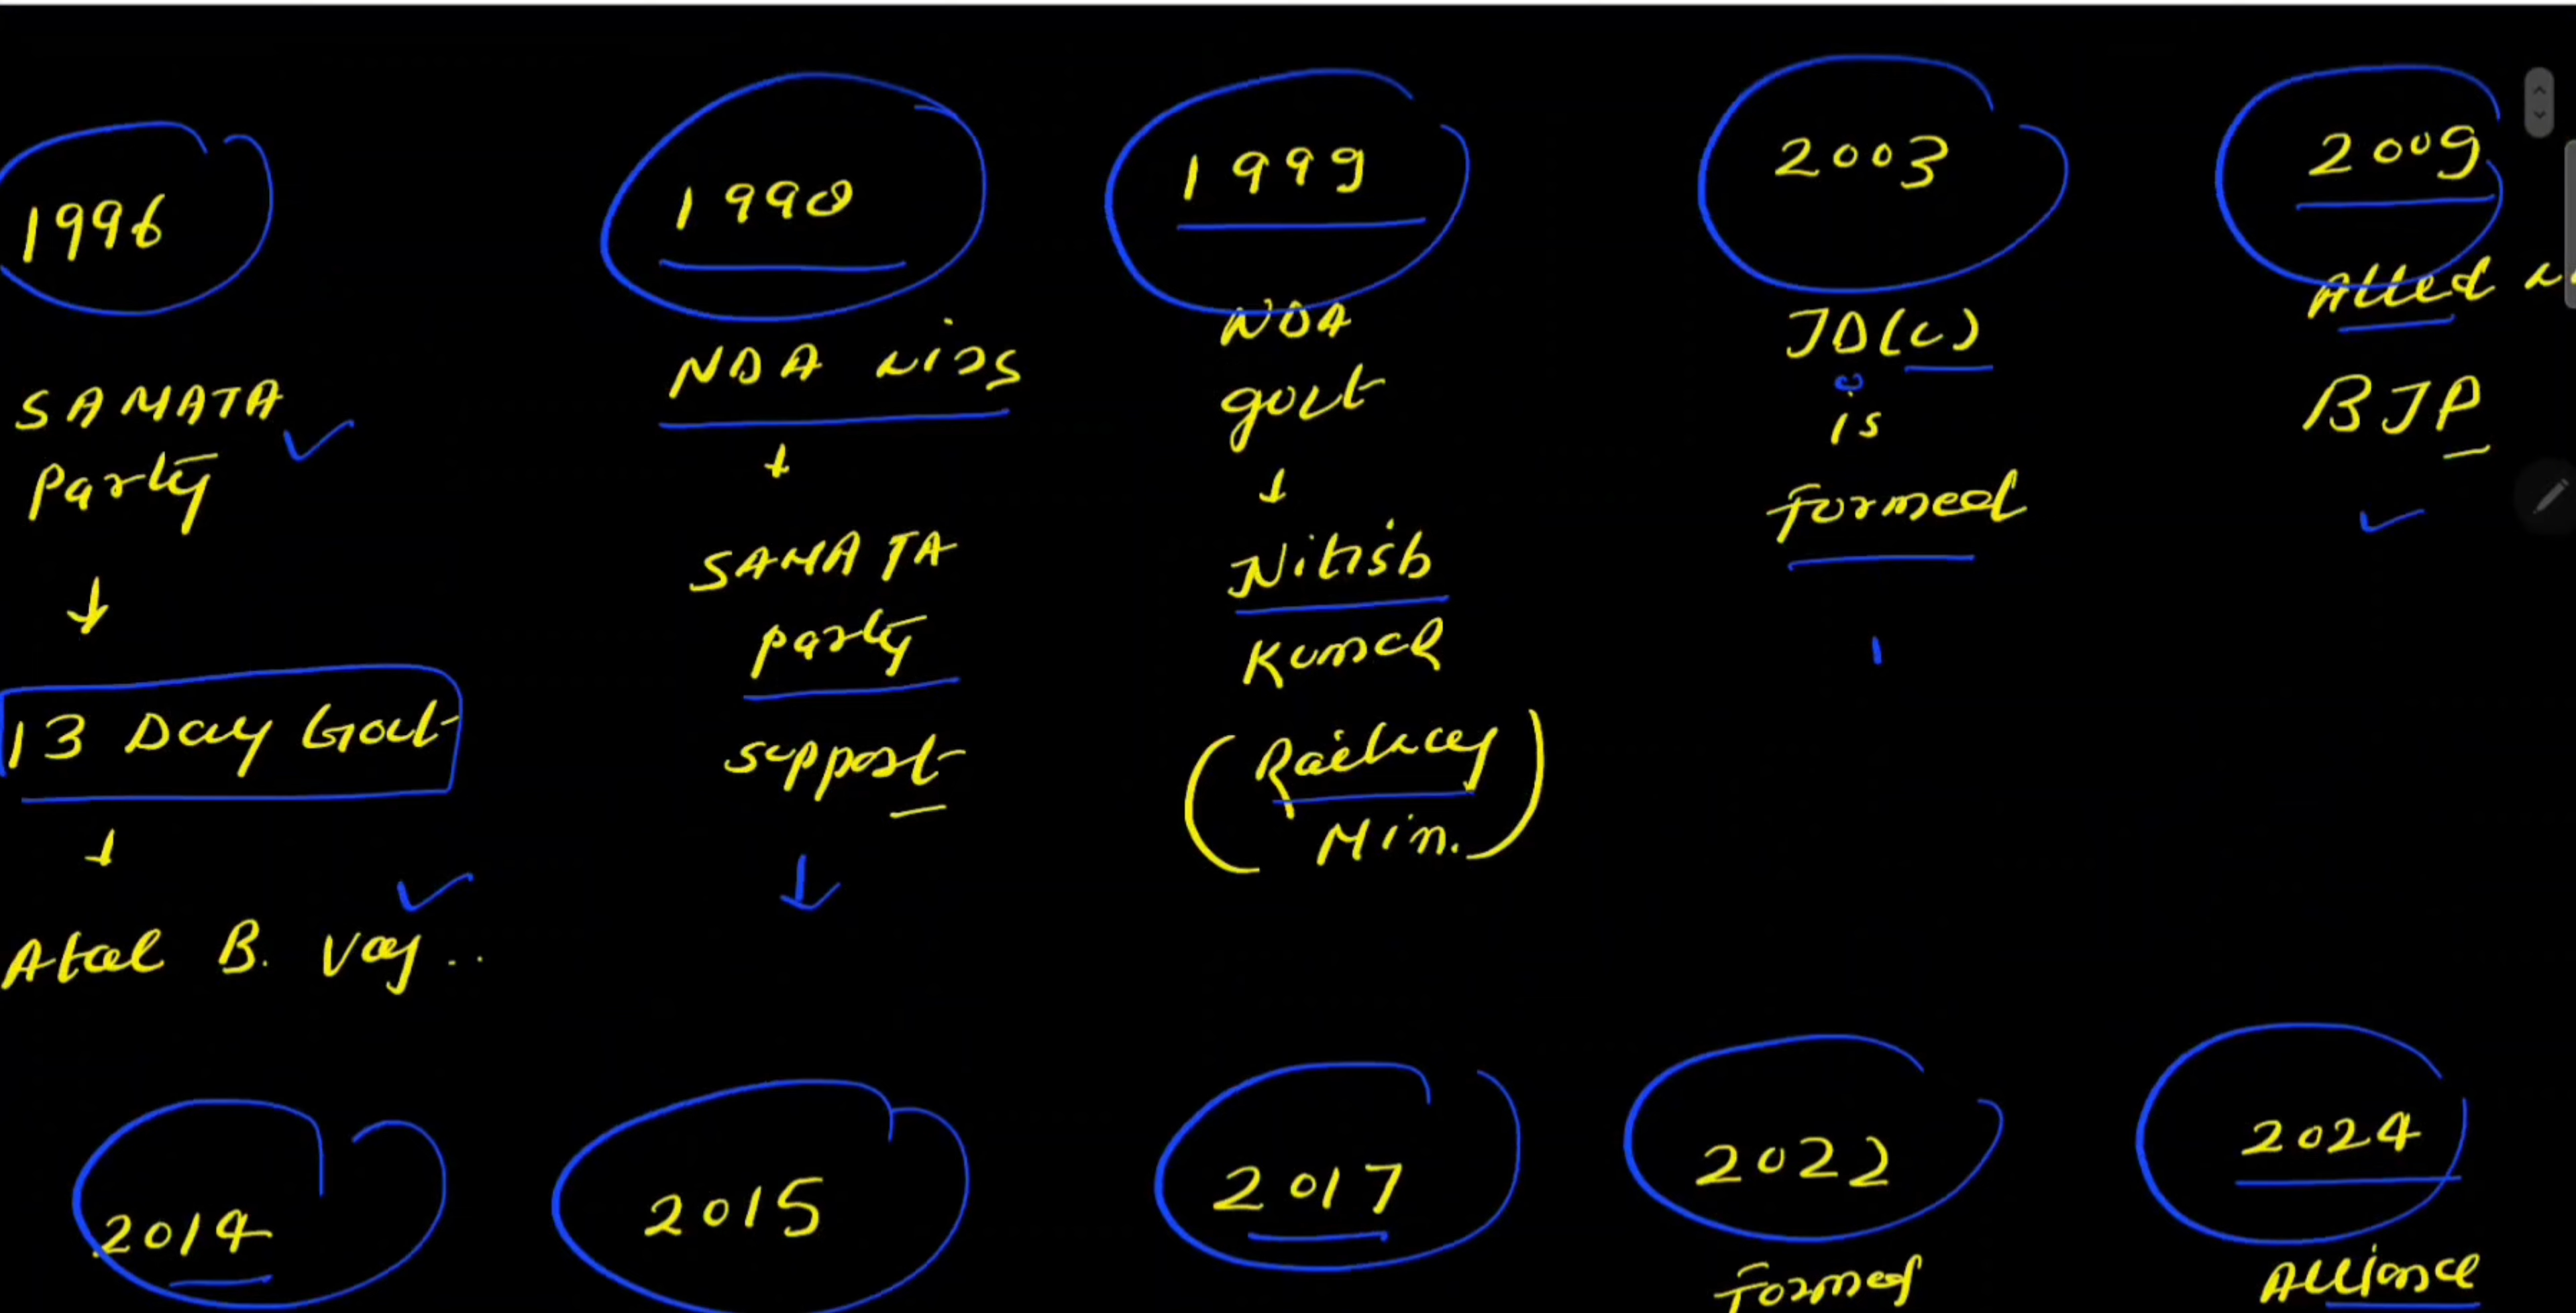 1996
SAMATA
Party
13 Day Govt
Atal B. Vaj..
1998
NDA wins
SAMATA
party
support
1999
NDA
govt
Nitish
Kumar
(Railway
Min.)
2003
JD(U)
is
Formed
2009
Allied
BJP
2014
2015
2017
2022
Formed
2024
Alliance